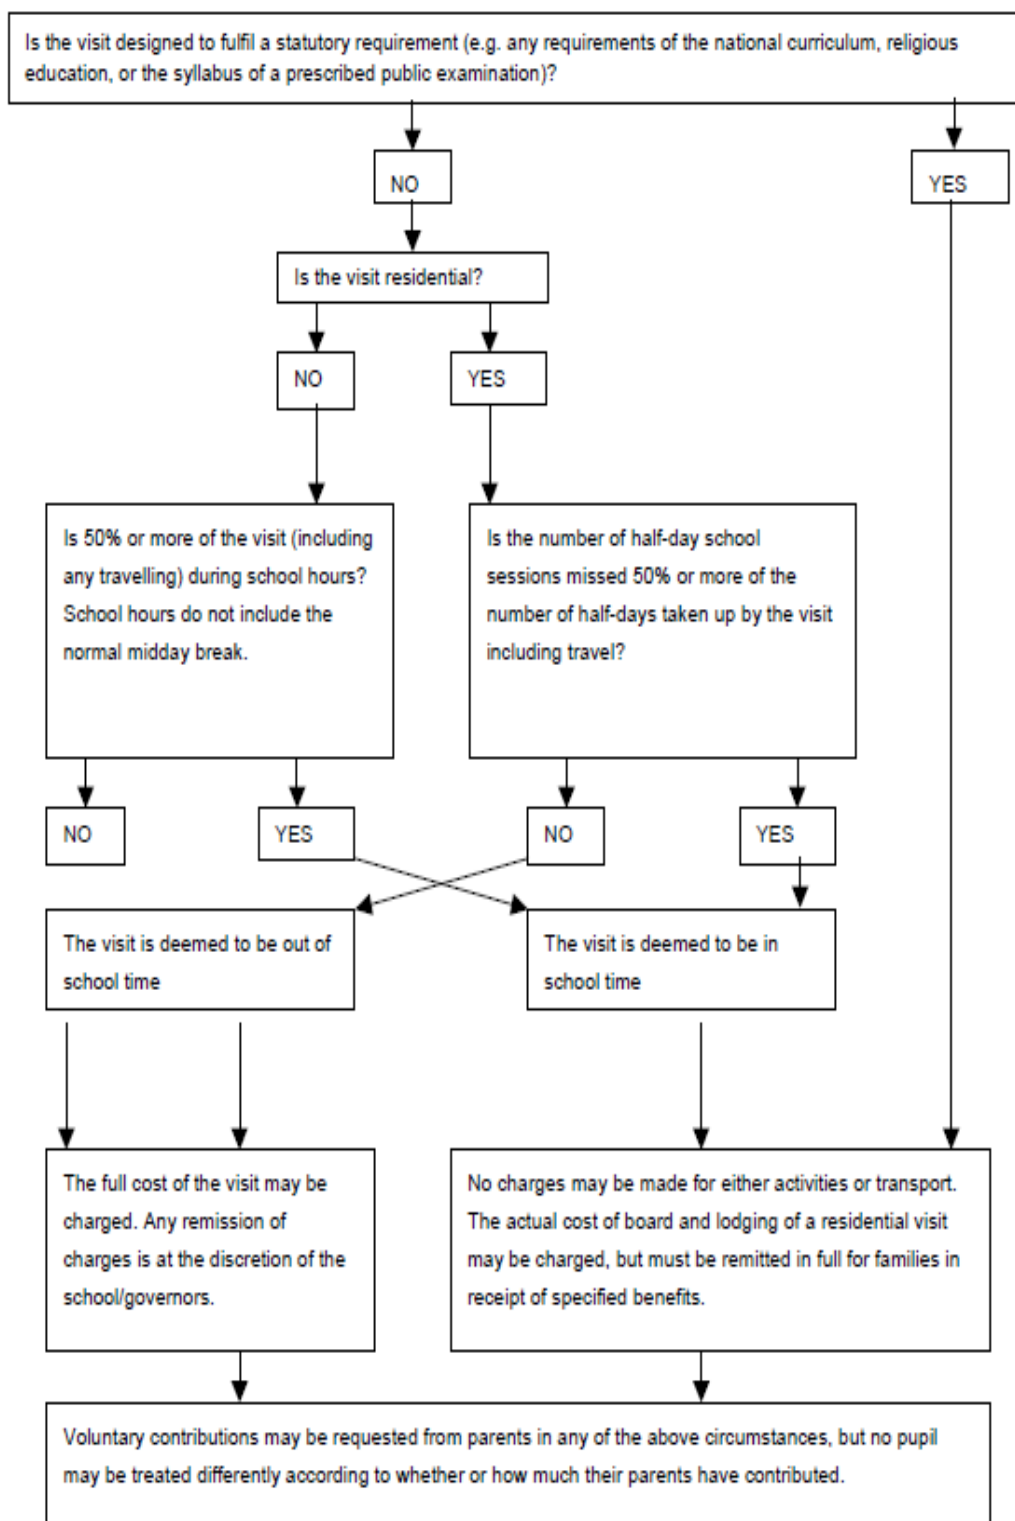 Is the visit designed to fulfil a statutory requirement (e.g. any requirements of the national curriculum, religious
education, or the syllabus of a prescribed public examination)?
NO
YES
Is the visit residential?
NO
YES
Is 50% or more of the visit (including
any travelling) during school hours?
School hours do not include the
normal midday break.
Is the number of half-day school
sessions missed 50% or more of the
number of half-days taken up by the visit
including travel?
NO
YES
NO
YES
The visit is deemed to be out of
school time
The visit is deemed to be in
school time
The full cost of the visit may be
charged. Any remission of
charges is at the discretion of the
school/governors.
No charges may be made for either activities or transport.
The actual cost of board and lodging of a residential visit
may be charged, but must be remitted in full for families in
receipt of specified benefits.
Voluntary contributions may be requested from parents in any of the above circumstances, but no pupil
may be treated differently according to whether or how much their parents have contributed.